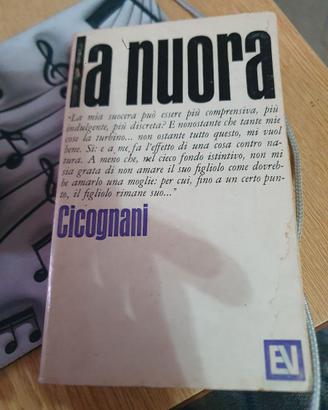 la nuora
"La mia suocera può essere più comprensiva, più
indulgente, più discreta? E nonostante che tante mie
cose la turbino... non ostante tutto questo, mi vuol
bene. Sì: e a me fa l'effetto di una cosa contro na-
tura. A meno che, nel cieco fondo istintivo, non mi
sia grata di non amare il suo figliolo come dovreb-
be amarlo una moglie: per cui, fino a un certo pun-
to, il figliolo rimane suo..."
Cicognani
EV